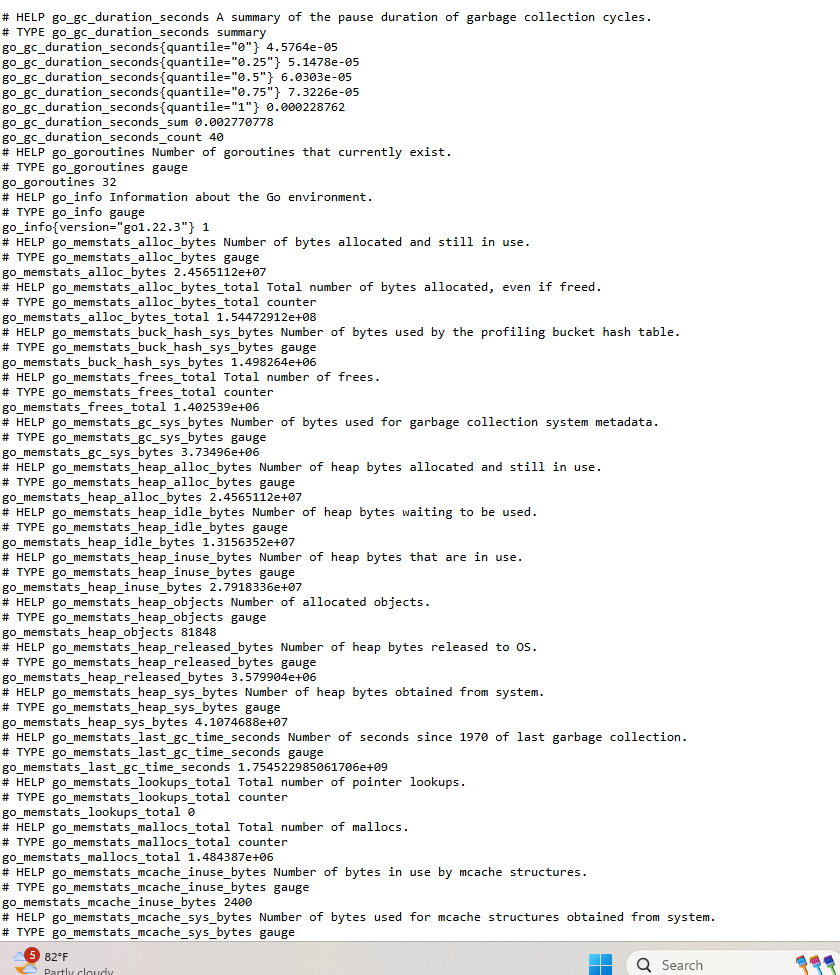 # HELP go_gc_duration_seconds A summary of the pause duration of garbage collection cycles.
# TYPE go_gc_duration_seconds summary
go_gc_duration_seconds{quantile="0"} 4.5764e-05
go_gc_duration_seconds{quantile="0.25"} 5.1478e-05
go_gc_duration_seconds{quantile="0.5"} 6.0303e-05
go_gc_duration_seconds{quantile="0.75"} 7.3226e-05
go_gc_duration_seconds{quantile="1"} 0.000228762
go_gc_duration_seconds_sum 0.002770778
go_gc_duration_seconds_count 40
# HELP go_goroutines Number of goroutines that currently exist.
# TYPE go_goroutines gauge
go_goroutines 32
# HELP go_info Information about the Go environment.
# TYPE go_info gauge
go_info{version="go1.22.3"} 1
# HELP go_memstats_alloc_bytes Number of bytes allocated and still in use.
# TYPE go_memstats_alloc_bytes gauge
go_memstats_alloc_bytes 2.4565112e+07
# HELP go_memstats_alloc_bytes_total Total number of bytes allocated, even if freed.
# TYPE go_memstats_alloc_bytes_total counter
go_memstats_alloc_bytes_total 1.54472912e+08
# HELP go_memstats_buck_hash_sys_bytes Number of bytes used by the profiling bucket hash table.
# TYPE go_memstats_buck_hash_sys_bytes gauge
go_memstats_buck_hash_sys_bytes 1.498264e+06
# HELP go_memstats_frees_total Total number of frees.
# TYPE go_memstats_frees_total counter
go_memstats_frees_total 1.402539e+06
# HELP go_memstats_gc_sys_bytes Number of bytes used for garbage collection system metadata.
# TYPE go_memstats_gc_sys_bytes gauge
go_memstats_gc_sys_bytes 3.73496e+06
# HELP go_memstats_heap_alloc_bytes Number of heap bytes allocated and still in use.
# TYPE go_memstats_heap_alloc_bytes gauge
go_memstats_heap_alloc_bytes 2.4565112e+07
# HELP go_memstats_heap_idle_bytes Number of heap bytes waiting to be used.
# TYPE go_memstats_heap_idle_bytes gauge
go_memstats_heap_idle_bytes 1.3156352e+07
# HELP go_memstats_heap_inuse_bytes Number of heap bytes that are in use.
# TYPE go_memstats_heap_inuse_bytes gauge
go_memstats_heap_inuse_bytes 2.7918336e+07
# HELP go_memstats_heap_objects Number of allocated objects.
# TYPE go_memstats_heap_objects gauge
go_memstats_heap_objects 81848
# HELP go_memstats_heap_released_bytes Number of heap bytes released to OS.
# TYPE go_memstats_heap_released_bytes gauge
go_memstats_heap_released_bytes 3.579904e+06
# HELP go_memstats_heap_sys_bytes Number of heap bytes obtained from system.
# TYPE go_memstats_heap_sys_bytes gauge
go_memstats_heap_sys_bytes 4.1074688e+07
# HELP go_memstats_last_gc_time_seconds Number of seconds since 1970 of last garbage collection.
# TYPE go_memstats_last_gc_time_seconds gauge
go_memstats_last_gc_time_seconds 1.754522985061706e+09
# HELP go_memstats_lookups_total Total number of pointer lookups.
# TYPE go_memstats_lookups_total counter
go_memstats_lookups_total 0
# HELP go_memstats_mallocs_total Total number of mallocs.
# TYPE go_memstats_mallocs_total counter
go_memstats_mallocs_total 1.484387e+06
# HELP go_memstats_mcache_inuse_bytes Number of bytes in use by mcache structures.
# TYPE go_memstats_mcache_inuse_bytes gauge
go_memstats_mcache_inuse_bytes 2400
# HELP go_memstats_mcache_sys_bytes Number of bytes used for mcache structures obtained from system.
# TYPE go_memstats_mcache_sys_bytes gauge
5 82°F
Partly cloudy
Search